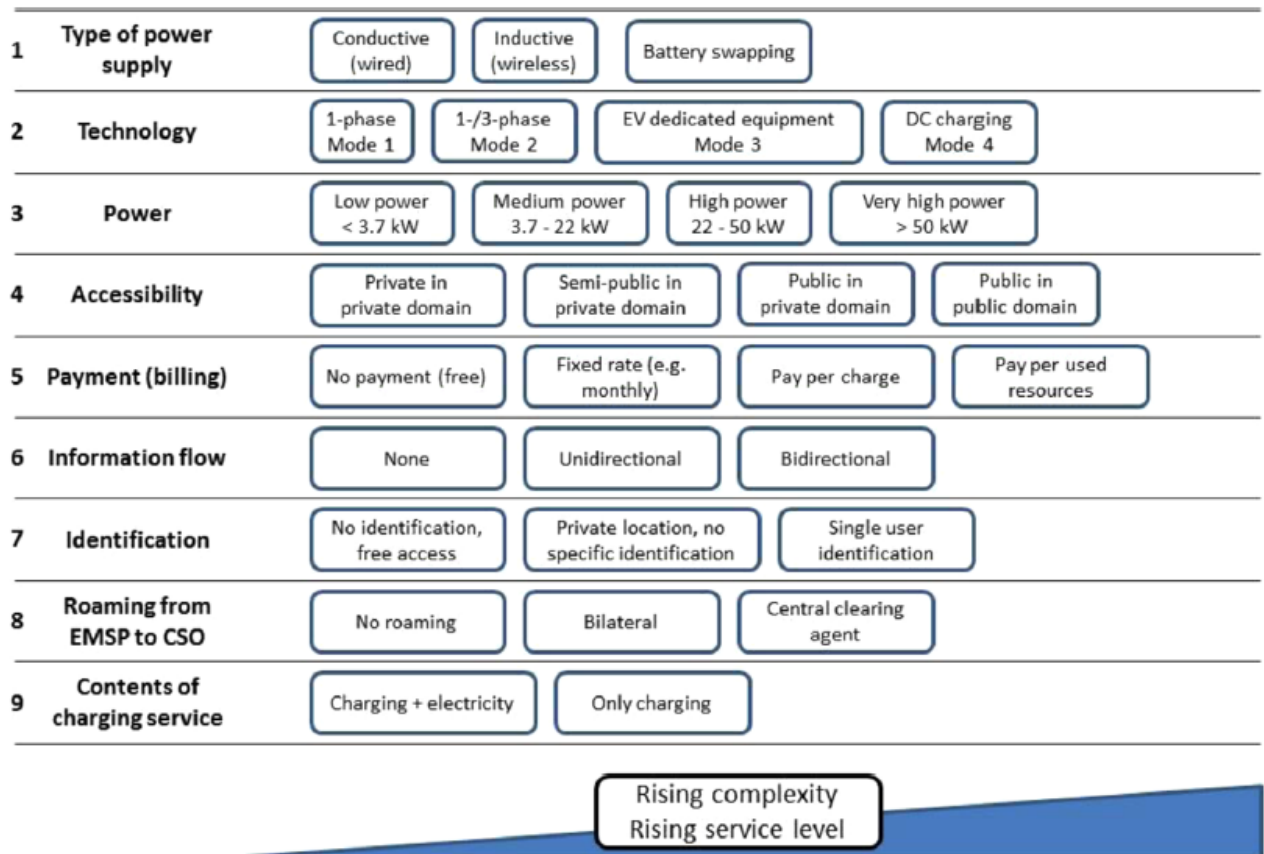 1
Type of power
supply
Conductive
(wired)
Inductive
(wireless)
Battery swapping
2
Technology
1-phase
Mode 1
1-/3-phase
Mode 2
EV dedicated equipment
Mode 3
DC charging
Mode 4
3
Power
Low power
< 3.7 kW
Medium power
3.7 - 22 kW
High power
22 - 50 kW
Very high power
> 50 kW
4
Accessibility
Private in
private domain
Semi-public in
private domain
Public in
private domain
Public in
public domain
5
Payment (billing)
No payment (free)
Fixed rate (e.g.
monthly)
Pay per charge
Pay per used
resources
6
Information flow
None
Unidirectional
Bidirectional
7
Identification
No identification,
free access
Private location, no
specific identification
Single user
identification
8
Roaming from
EMSP to CSO
No roaming
Bilateral
Central clearing
agent
9
Contents of
charging service
Charging + electricity
Only charging
Rising complexity
Rising service level